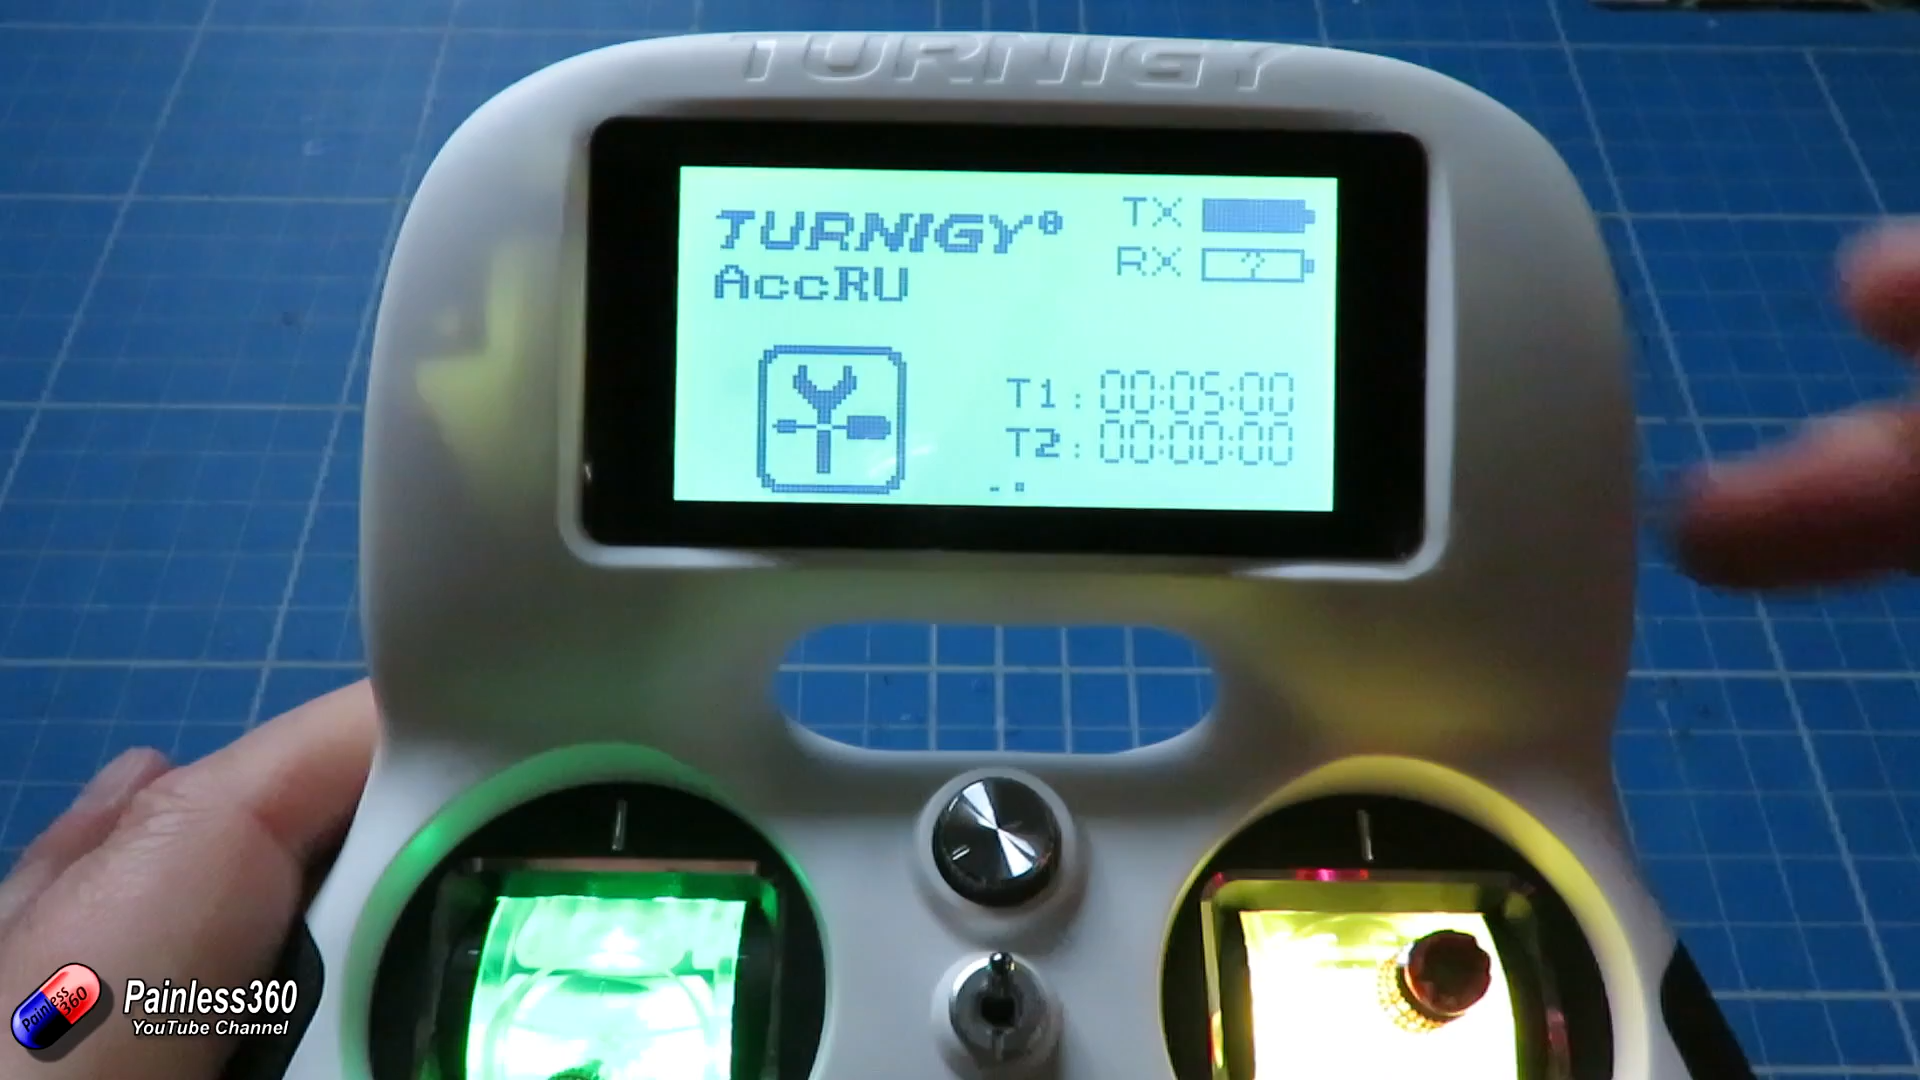 TURNIGY
TURNIGY®
AccRU
TX
RX ?
T1 : 00:05:00
T2 : 00:00:00
Painless360
Painless360
YouTube Channel